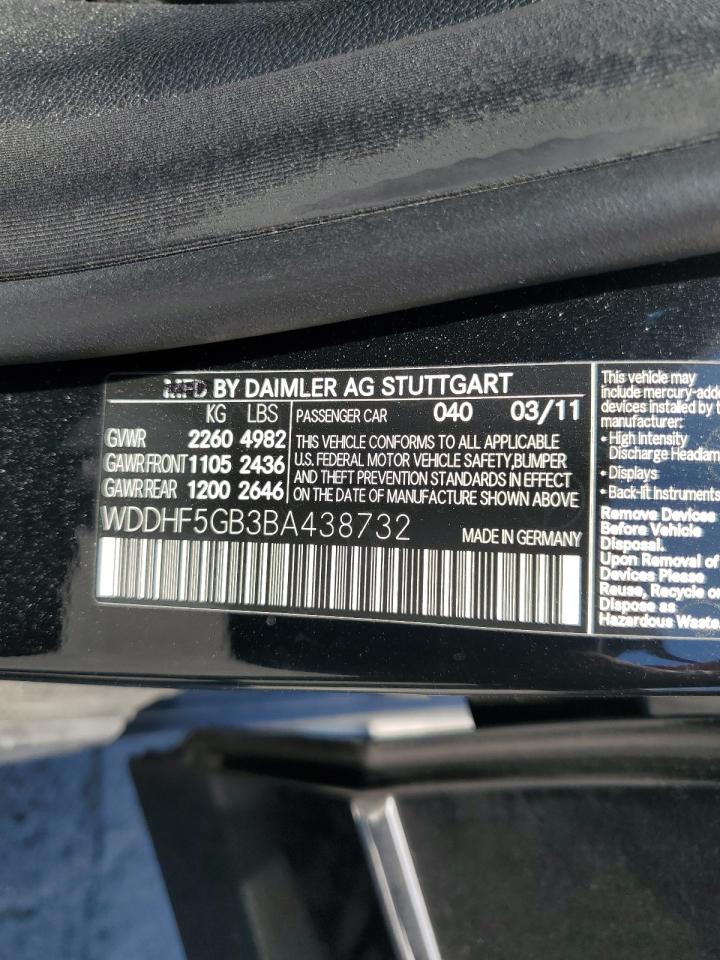 MFD. BY DAIMLER AG STUTTGART
KG LBS
GVWR 2260 4982
GAWR FRONT 1105 2436
GAWR REAR 1200 2646
PASSENGER CAR 040 03/11
THIS VEHICLE CONFORMS TO ALL APPLICABLE
U.S. FEDERAL MOTOR VEHICLE SAFETY, BUMPER
AND THEFT PREVENTION STANDARDS IN EFFECT
ON THE DATE OF MANUFACTURE SHOWN ABOVE
WDDHF5GB3BA438732 MADE IN GERMANY
This vehicle may
include mercury-adde
devices installed by t
manufacturer:
• High Intensity
Discharge Headlam
• Displays
• Back-lit Instruments
Remove Devices
Before Vehicle
Disposal.
Upon Removal of
Devices Please
Reuse, Recycle or
Dispose as
Hazardous Waste.